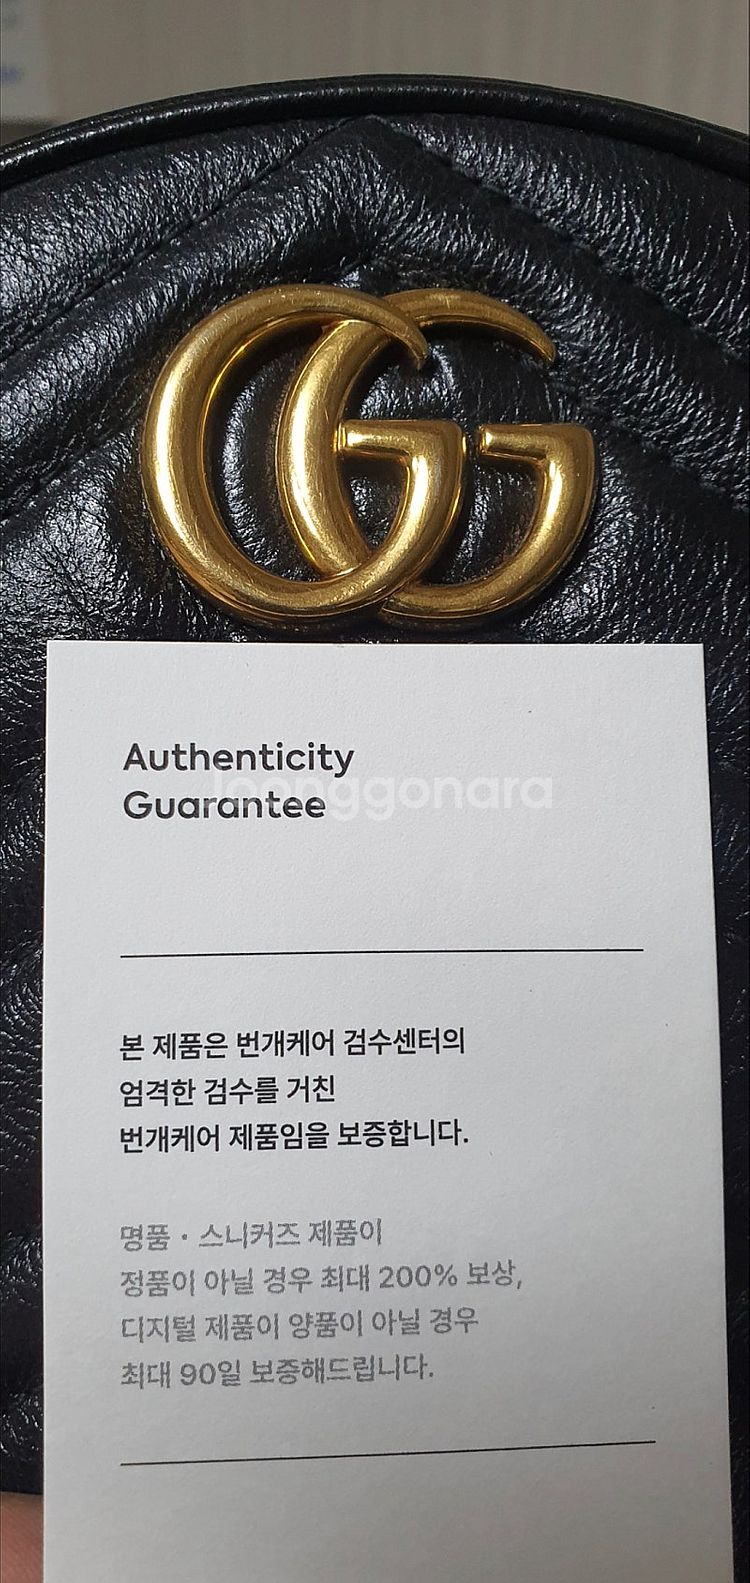 GG
Authenticity
Guarantee
Joonggonara
본 제품은 번개케어 검수센터의
엄격한 검수를 거친
번개케어 제품임을 보증합니다.
명품 · 스니커즈 제품이
정품이 아닐 경우 최대 200% 보상,
디지털 제품이 양품이 아닐 경우
최대 90일 보증해드립니다.